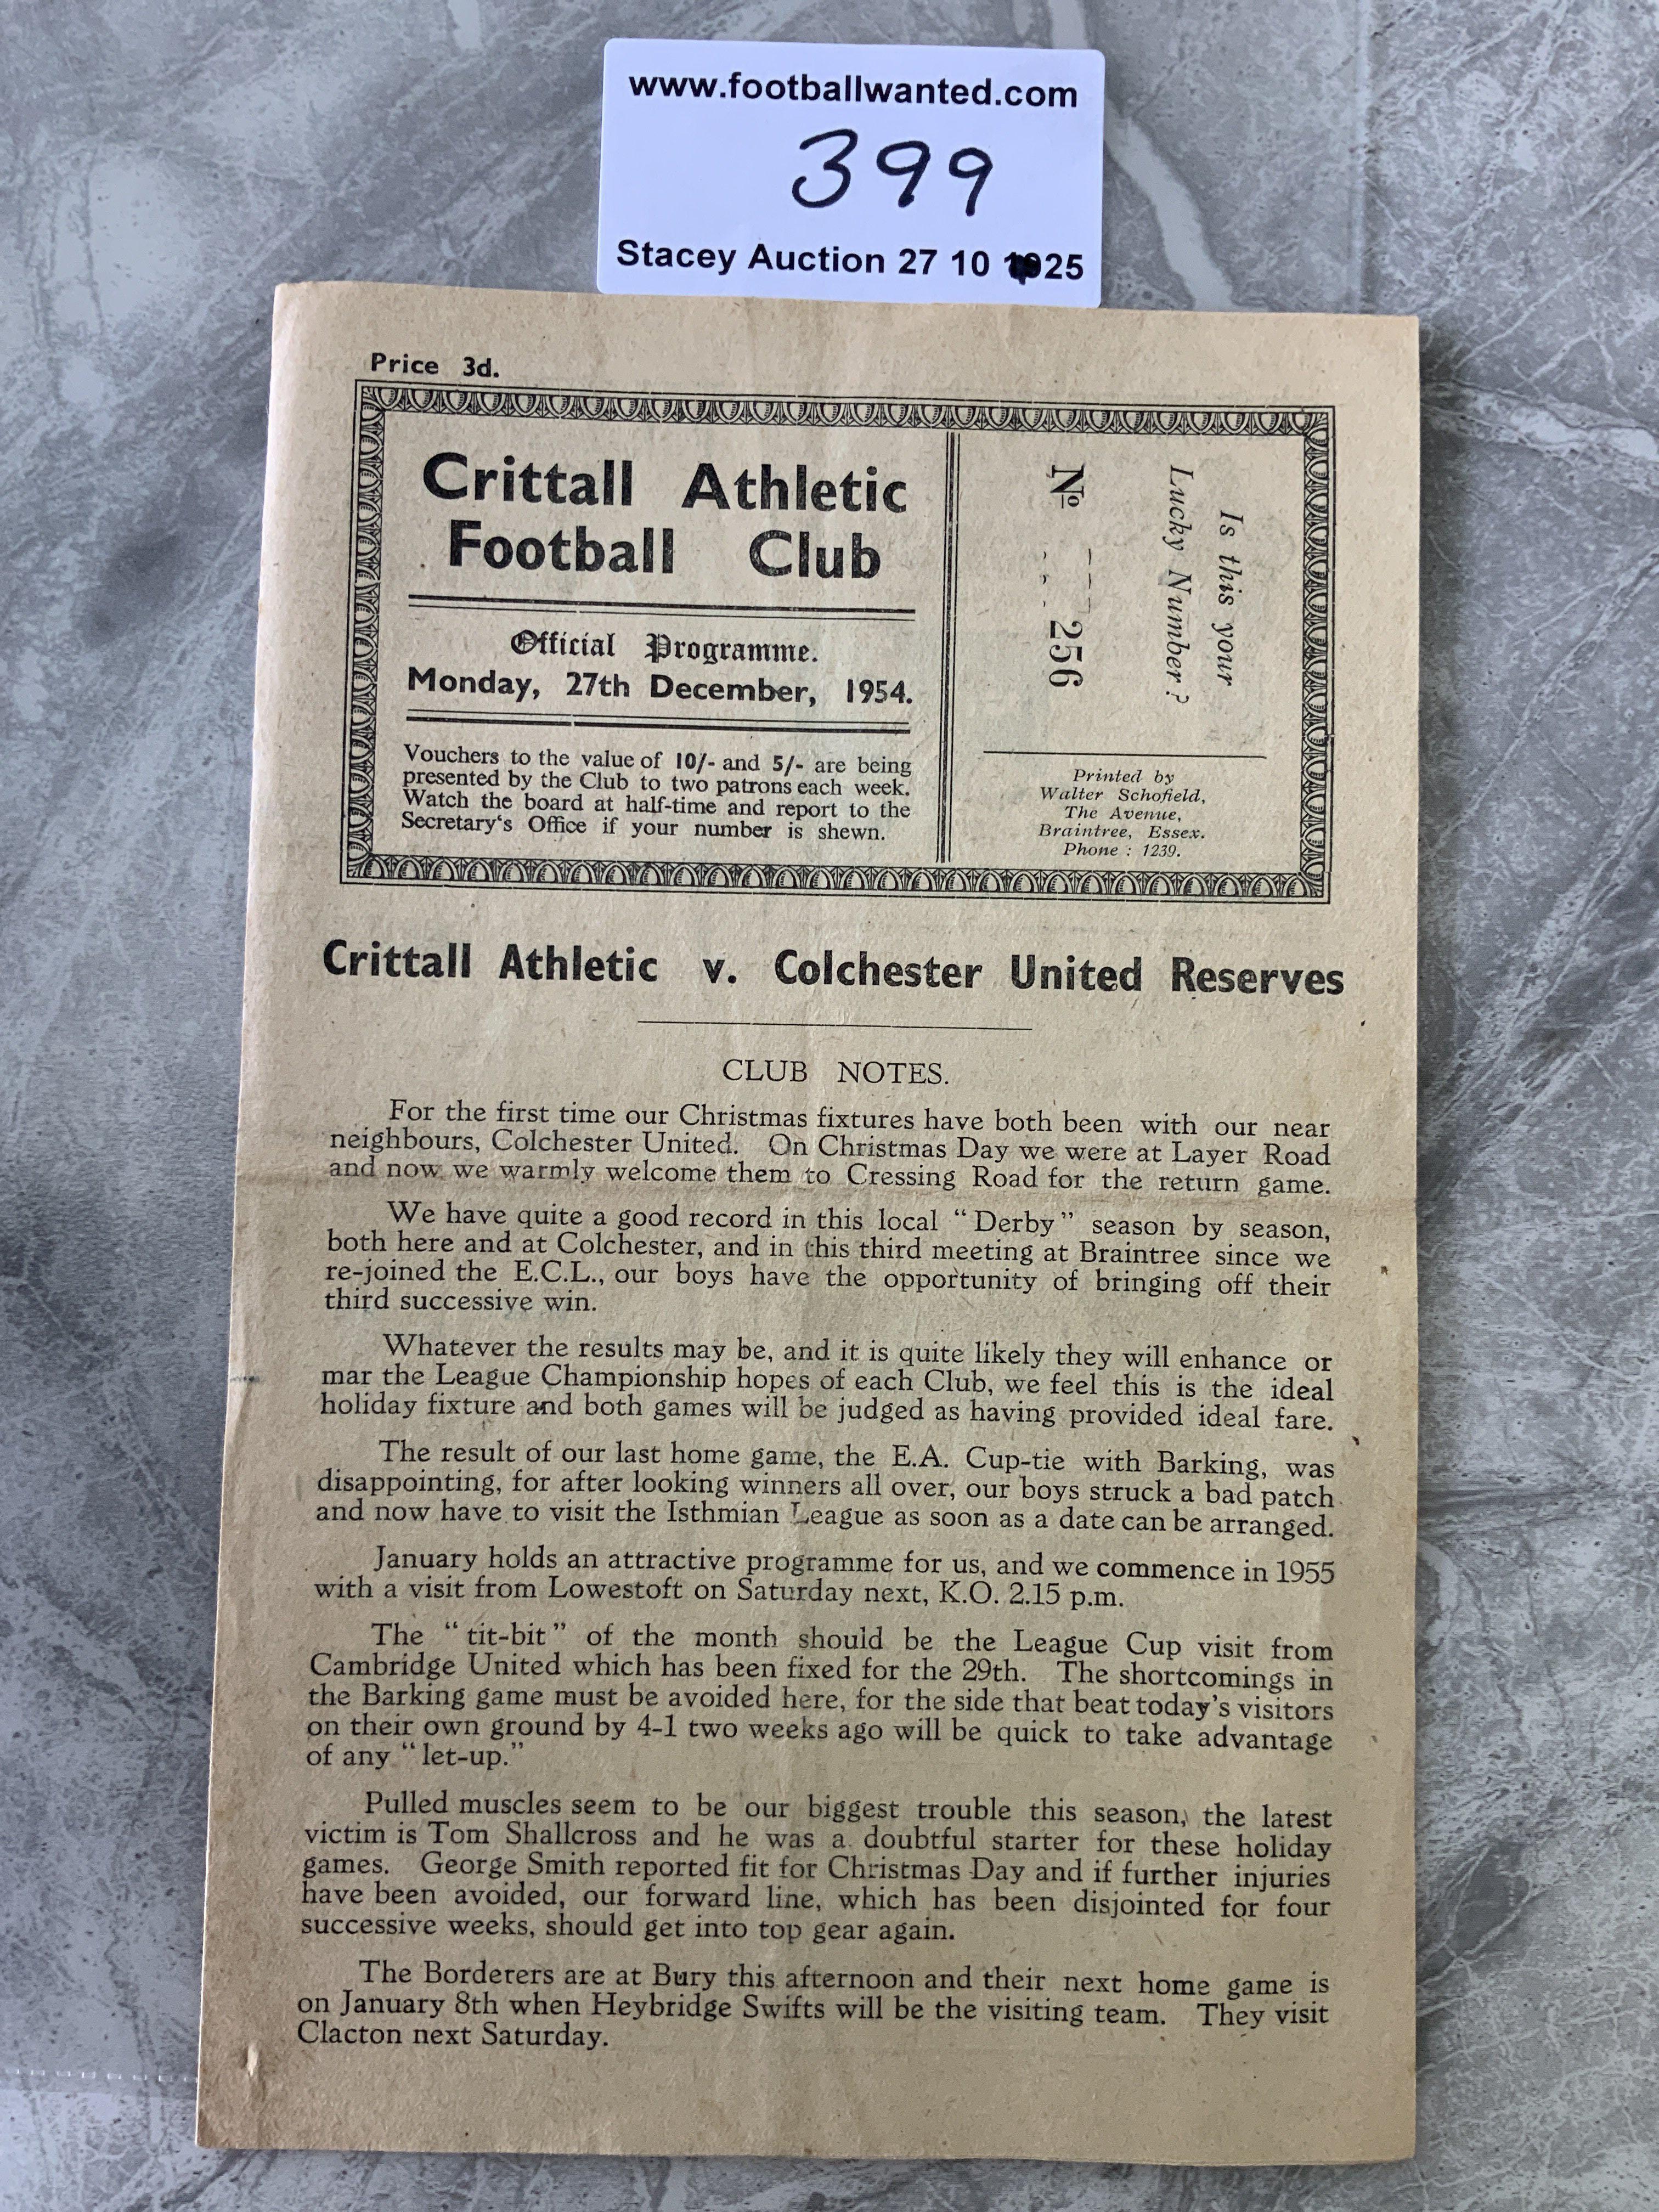 www.footballwanted.com
399
Stacey Auction 27 10 25
Price 3d.
Crittall Athletic
Football Club
Official Programme.
Monday, 27th December, 1954.
Vouchers to the value of 10/- and 5/- are being
presented by the Club to two patrons each week.
Watch the board at half-time and report to the
Secretary's Office if your number is shewn.
Is this your
Lucky Number?
No 256
Printed by
Walter Schofield,
The Avenue,
Braintree, Essex.
Phone : 1239.
Crittall Athletic v. Colchester United Reserves
CLUB NOTES.
For the first time our Christmas fixtures have both been with our near
neighbours, Colchester United. On Christmas Day we were at Layer Road
and now we warmly welcome them to Cressing Road for the return game.
We have quite a good record in this local "Derby" season by season,
both here and at Colchester, and in this third meeting at Braintree since we
re-joined the E.C.L., our boys have the opportunity of bringing off their
third successive win.
Whatever the results may be, and it is quite likely they will enhance or
mar the League Championship hopes of each Club, we feel this is the ideal
holiday fixture and both games will be judged as having provided ideal fare.
The result of our last home game, the E.A. Cup-tie with Barking, was
disappointing, for after looking winners all over, our boys struck a bad patch
and now have to visit the Isthmian League as soon as a date can be arranged.
January holds an attractive programme for us, and we commence in 1955
with a visit from Lowestoft on Saturday next, K.O. 2.15 p.m.
The "tit-bit" of the month should be the League Cup visit from
Cambridge United which has been fixed for the 29th. The shortcomings in
the Barking game must be avoided here, for the side that beat today's visitors
on their own ground by 4-1 two weeks ago will be quick to take advantage
of any "let-up."
Pulled muscles seem to be our biggest trouble this season, the latest
victim is Tom Shallcross and he was a doubtful starter for these holiday
games. George Smith reported fit for Christmas Day and if further injuries
have been avoided, our forward line, which has been disjointed for four
successive weeks, should get into top gear again.
The Borderers are at Bury this afternoon and their next home game is
on January 8th when Heybridge Swifts will be the visiting team. They visit
Clacton next Saturday.